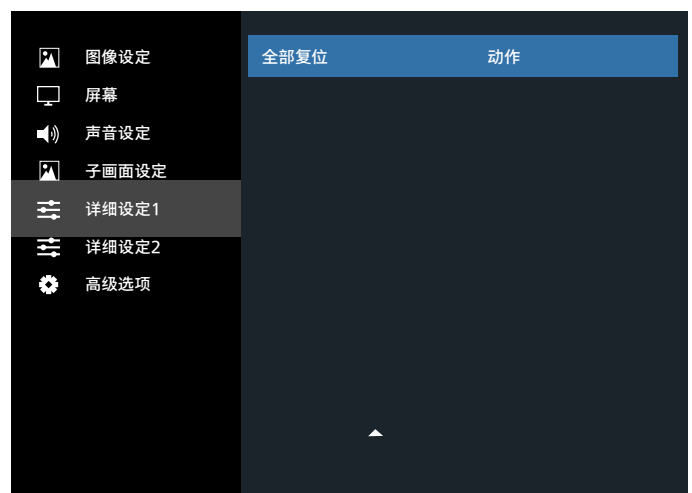 图像设定
屏幕
声音设定
子画面设定
详细设定1
详细设定2
高级选项
全部复位 动作